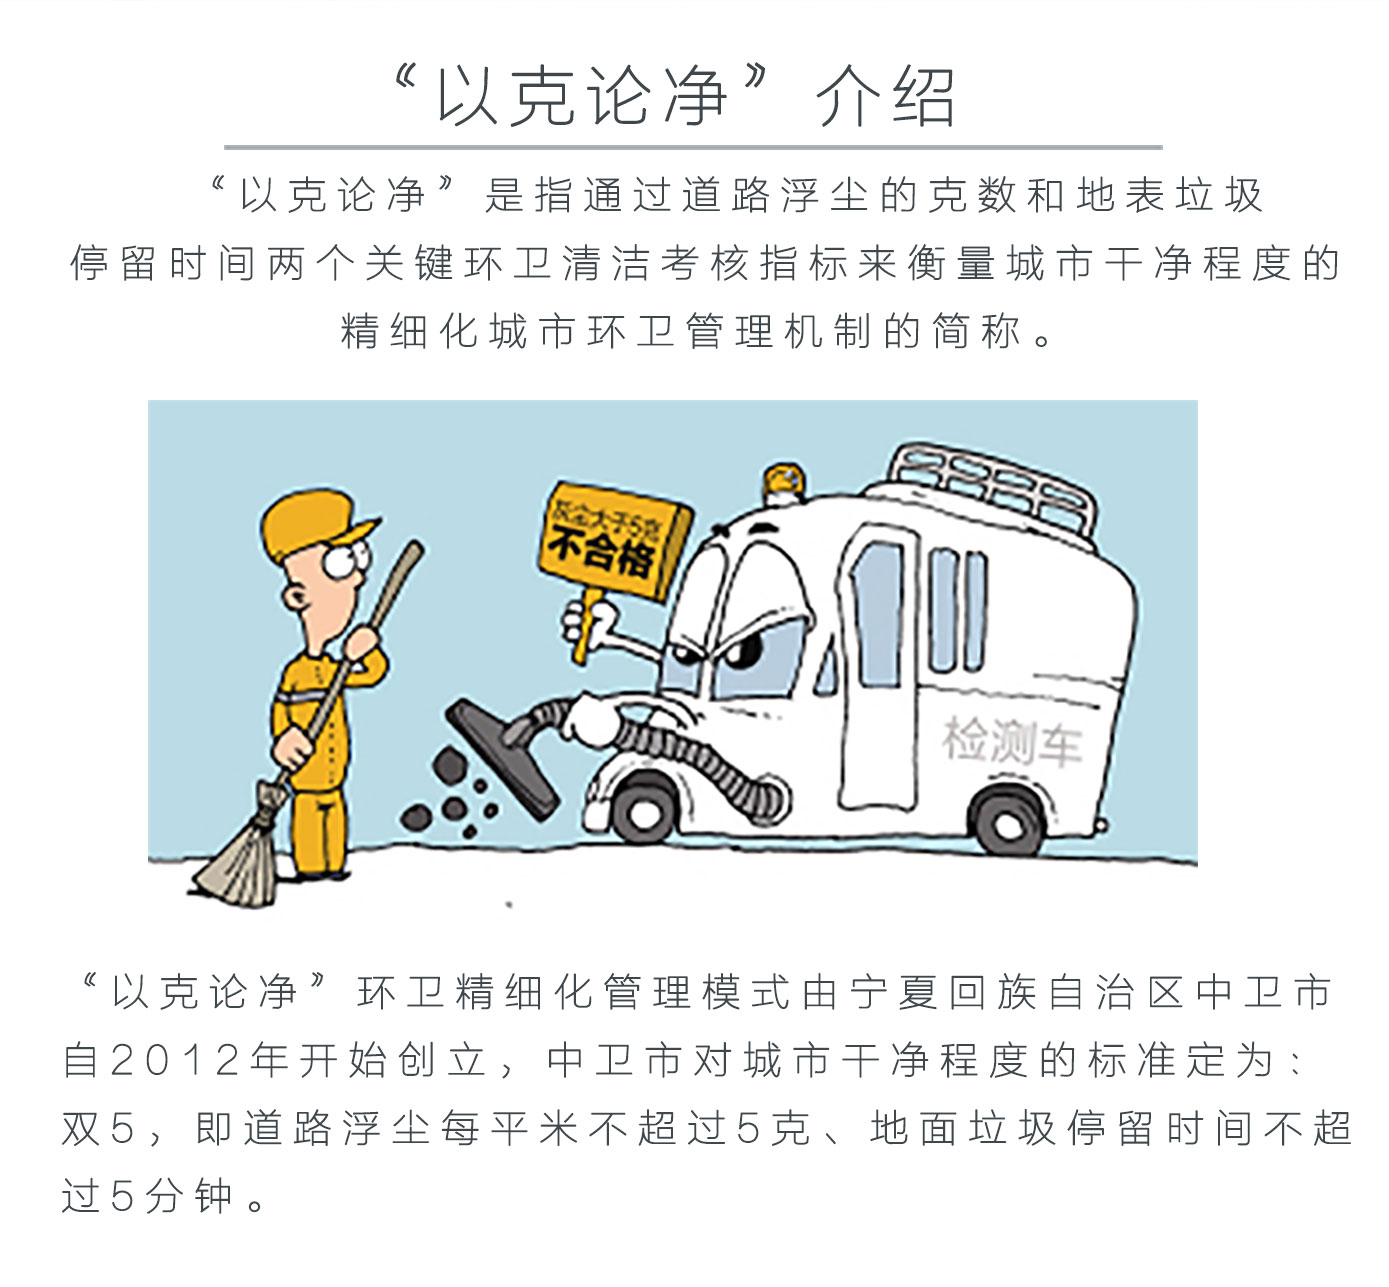 “以克论净”介绍
“以克论净”是指通过道路浮尘的克数和地表垃圾
停留时间两个关键环卫清洁考核指标来衡量城市干净程度的
精细化城市环卫管理机制的简称。
灰尘大于5克
不合格
检测车
“以克论净”环卫精细化管理模式由宁夏回族自治区中卫市
自2012年开始创立，中卫市对城市干净程度的标准定为：
双5，即道路浮尘每平米不超过5克、地面垃圾停留时间不超
过5分钟。